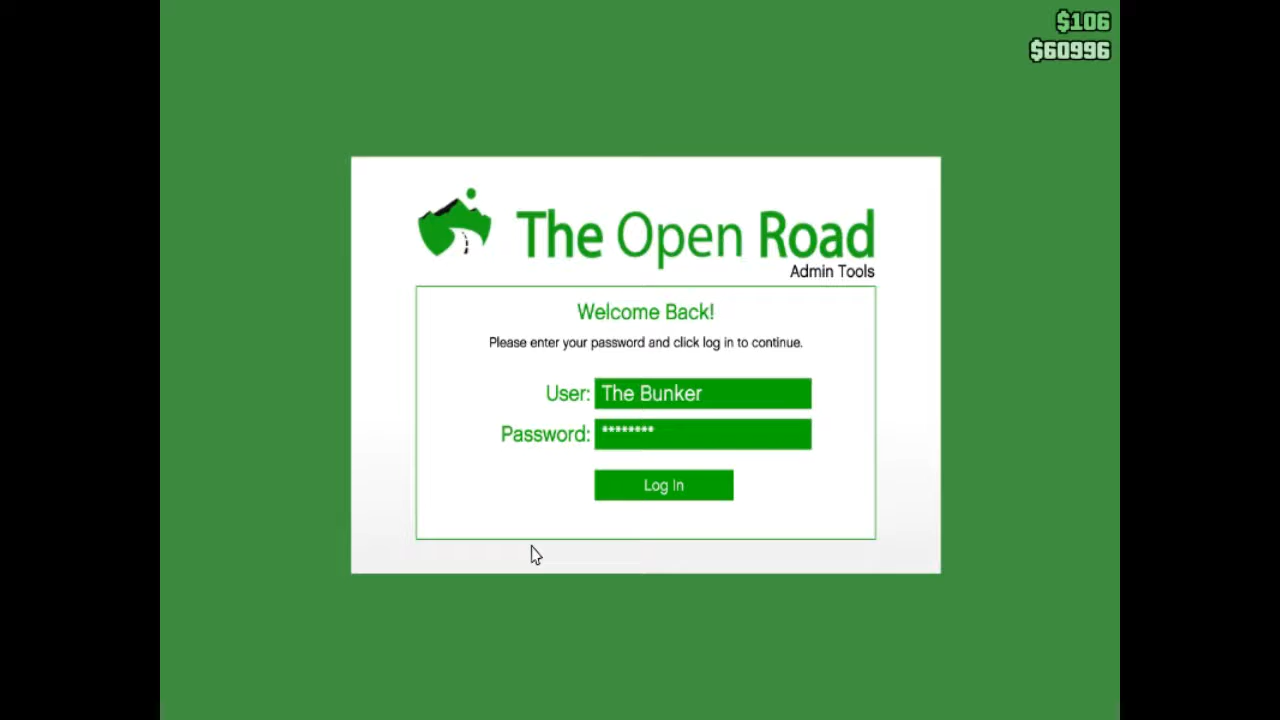 $106
$60996
The Open Road
Admin Tools
Welcome Back!
Please enter your password and click log in to continue.
User: The Bunker
Password: ********
Log In